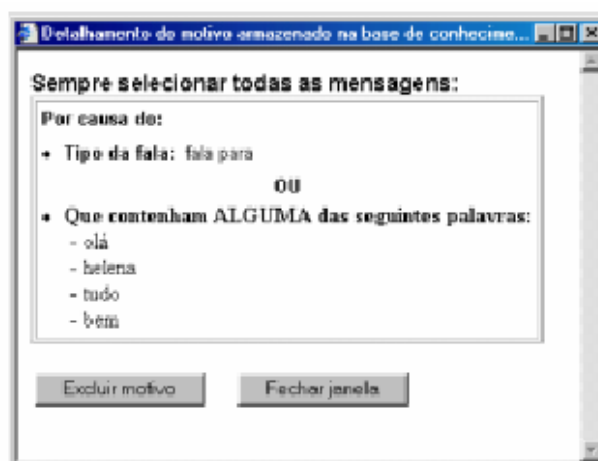 Detalhamento do motivo armazenado na base de conhecime...
Sempre selecionar todas as mensagens:
Por causa do:
• Tipo da fala: fala para
OU
• Que contenham ALGUMA das seguintes palavras:
- olá
- helena
- tudo
- bem
Excluir motivo
Fechar janela